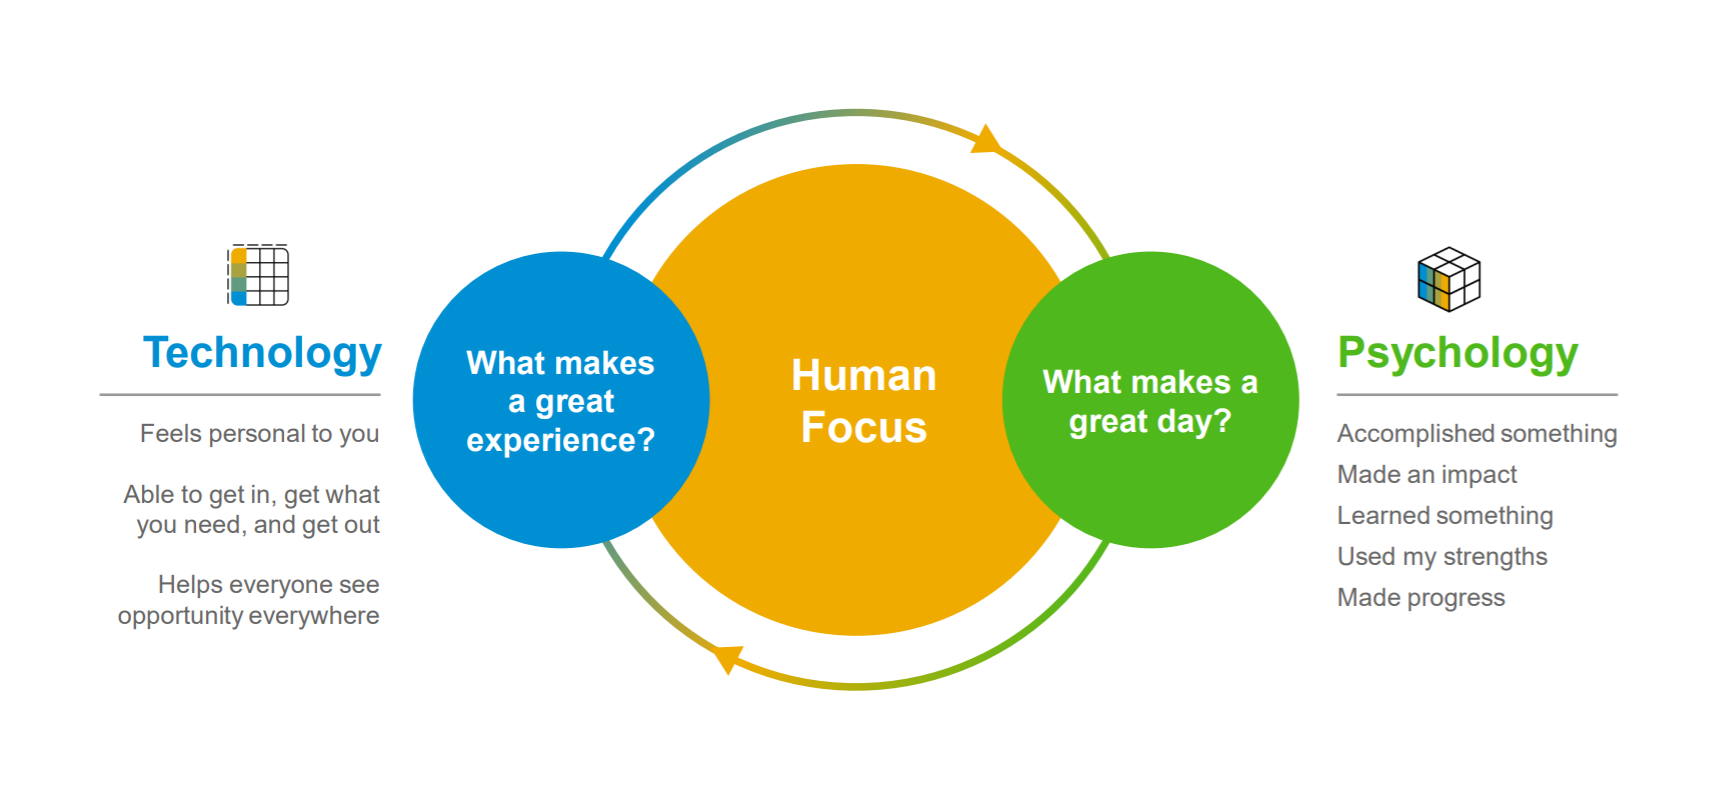 Technology
Feels personal to you
Able to get in, get what
you need, and get out
Helps everyone see
opportunity everywhere
What makes
a great
experience?
Human
Focus
What makes a
great day?
Psychology
Accomplished something
Made an impact
Learned something
Used my strengths
Made progress